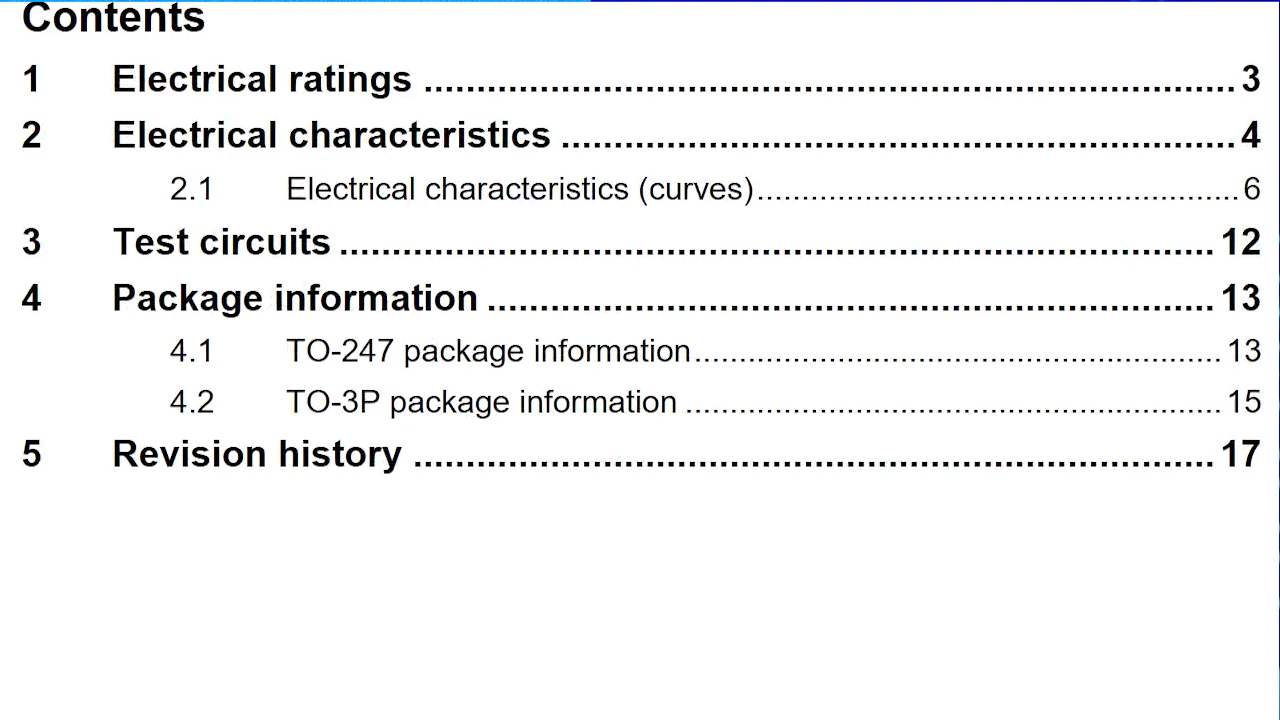 Contents
1 Electrical ratings ........................................................................ 3
2 Electrical characteristics ............................................................ 4
2.1 Electrical characteristics (curves)...................................................... 6
3 Test circuits ............................................................................... 12
4 Package information ................................................................. 13
4.1 TO-247 package information............................................................ 13
4.2 TO-3P package information ............................................................. 15
5 Revision history ........................................................................ 17